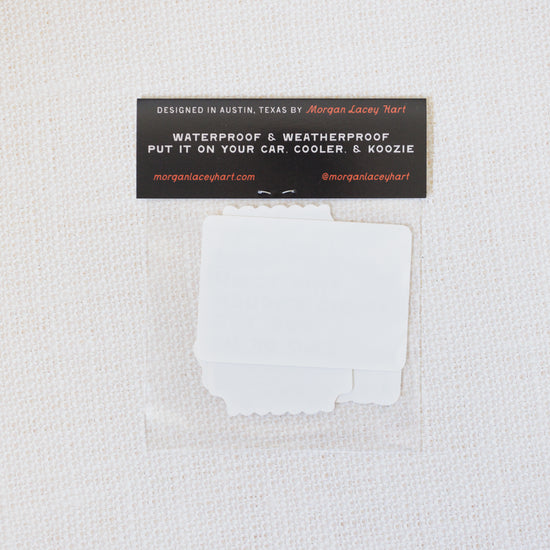 DESIGNED IN AUSTIN, TEXAS BY Morgan Lacey Hart
WATERPROOF & WEATHERPROOF
PUT IT ON YOUR CAR, COOLER, & KOOZIE
morganlaceyhart.com @morganlaceyhart